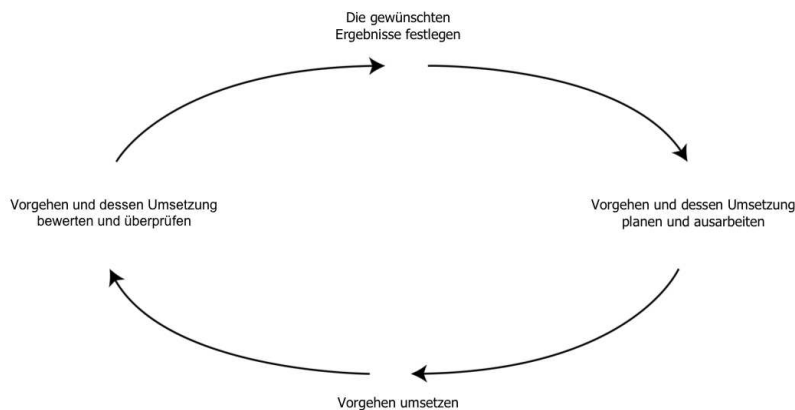 Die gewünschten
Ergebnisse festlegen
Vorgehen und dessen Umsetzung
bewerten und überprüfen
Vorgehen und dessen Umsetzung
planen und ausarbeiten
Vorgehen umsetzen